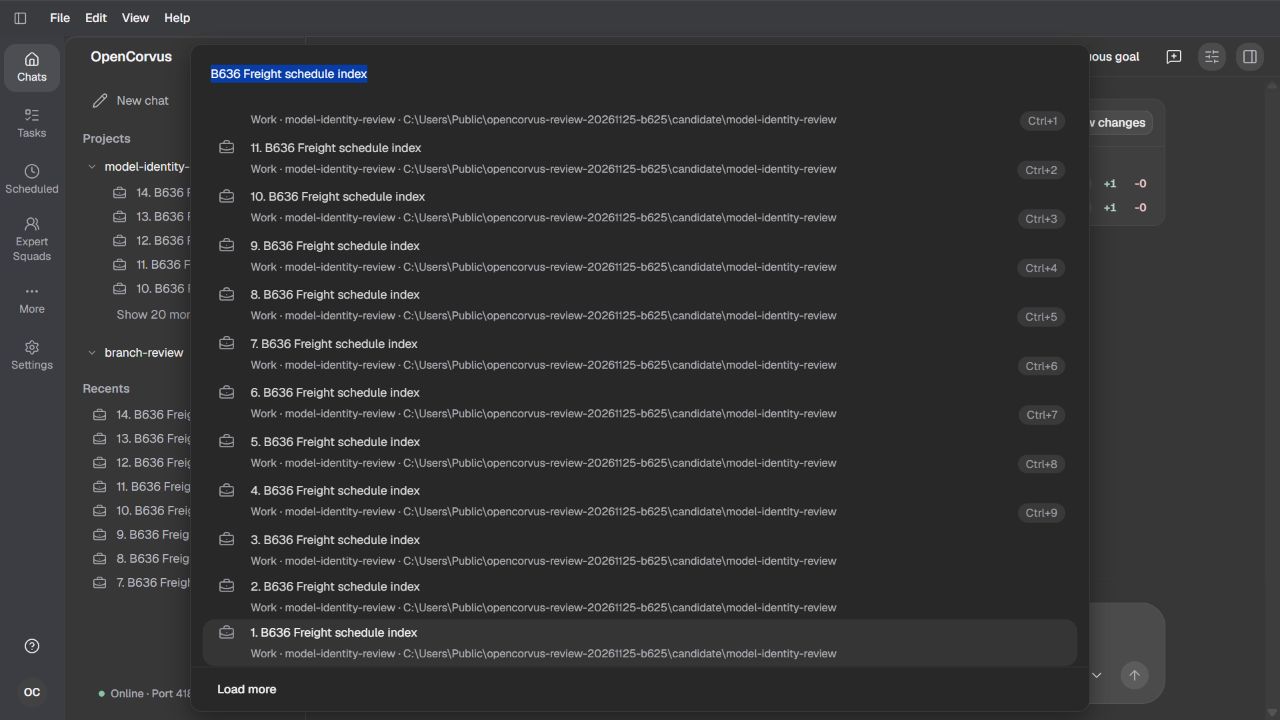 File Edit View Help
OpenCorvus
Chats
Tasks
Scheduled
Expert
Squads
More
Settings
OC
New chat
Projects
model-identity-
14. B636 F
13. B636 F
12. B636 F
11. B636 F
10. B636 F
Show 20 mor
branch-review
Recents
14. B636 Freig
13. B636 Freig
12. B636 Freig
11. B636 Freig
10. B636 Freig
9. B636 Freig
8. B636 Freig
7. B636 Freigh
Online · Port 418
B636 Freight schedule index
Work · model-identity-review · C:\Users\Public\opencorvus-review-20261125-b625\candidate\model-identity-review Ctrl+1
11. B636 Freight schedule index
Work · model-identity-review · C:\Users\Public\opencorvus-review-20261125-b625\candidate\model-identity-review Ctrl+2
10. B636 Freight schedule index
Work · model-identity-review · C:\Users\Public\opencorvus-review-20261125-b625\candidate\model-identity-review Ctrl+3
9. B636 Freight schedule index
Work · model-identity-review · C:\Users\Public\opencorvus-review-20261125-b625\candidate\model-identity-review Ctrl+4
8. B636 Freight schedule index
Work · model-identity-review · C:\Users\Public\opencorvus-review-20261125-b625\candidate\model-identity-review Ctrl+5
7. B636 Freight schedule index
Work · model-identity-review · C:\Users\Public\opencorvus-review-20261125-b625\candidate\model-identity-review Ctrl+6
6. B636 Freight schedule index
Work · model-identity-review · C:\Users\Public\opencorvus-review-20261125-b625\candidate\model-identity-review Ctrl+7
5. B636 Freight schedule index
Work · model-identity-review · C:\Users\Public\opencorvus-review-20261125-b625\candidate\model-identity-review Ctrl+8
4. B636 Freight schedule index
Work · model-identity-review · C:\Users\Public\opencorvus-review-20261125-b625\candidate\model-identity-review Ctrl+9
3. B636 Freight schedule index
Work · model-identity-review · C:\Users\Public\opencorvus-review-20261125-b625\candidate\model-identity-review
2. B636 Freight schedule index
Work · model-identity-review · C:\Users\Public\opencorvus-review-20261125-b625\candidate\model-identity-review
1. B636 Freight schedule index
Work · model-identity-review · C:\Users\Public\opencorvus-review-20261125-b625\candidate\model-identity-review
Load more
uous goal
w changes
+1 -0
+1 -0